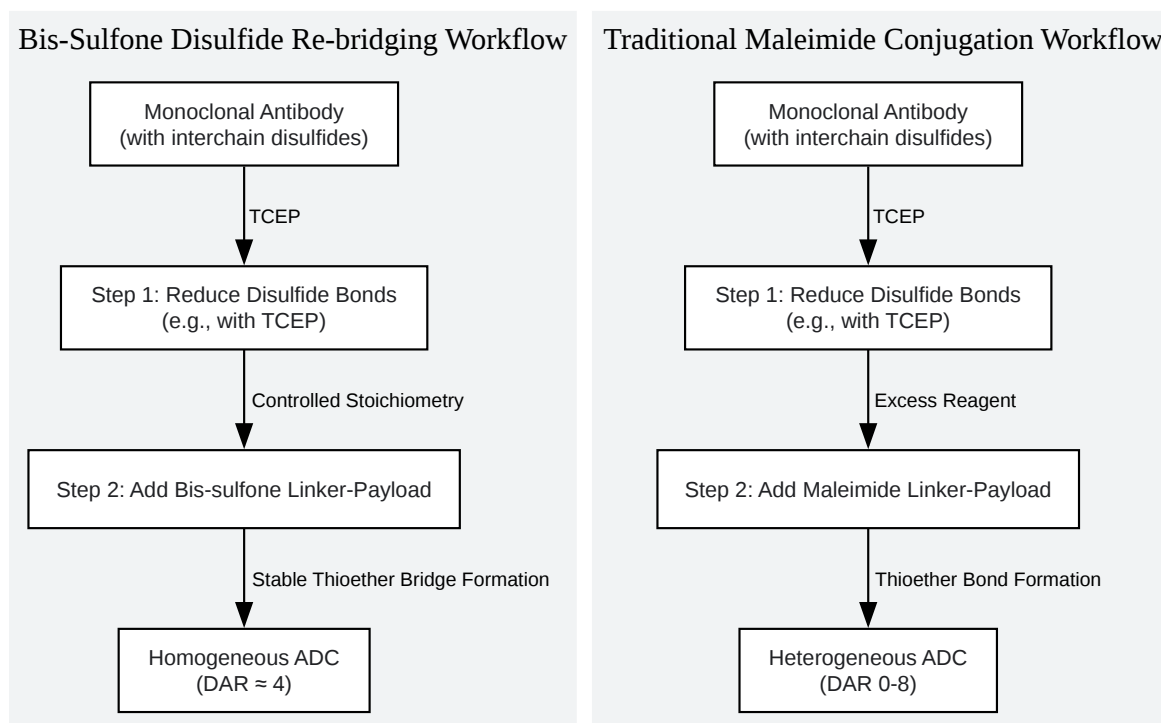 Bis-Sulfone Disulfide Re-bridging Workflow
Monoclonal Antibody
(with interchain disulfides)
TCEP
Step 1: Reduce Disulfide Bonds
(e.g., with TCEP)
Controlled Stoichiometry
Step 2: Add Bis-sulfone Linker-Payload
Stable Thioether Bridge Formation
Homogeneous ADC
(DAR ≈ 4)
Traditional Maleimide Conjugation Workflow
Monoclonal Antibody
(with interchain disulfides)
TCEP
Step 1: Reduce Disulfide Bonds
(e.g., with TCEP)
Excess Reagent
Step 2: Add Maleimide Linker-Payload
Thioether Bond Formation
Heterogeneous ADC
(DAR 0-8)